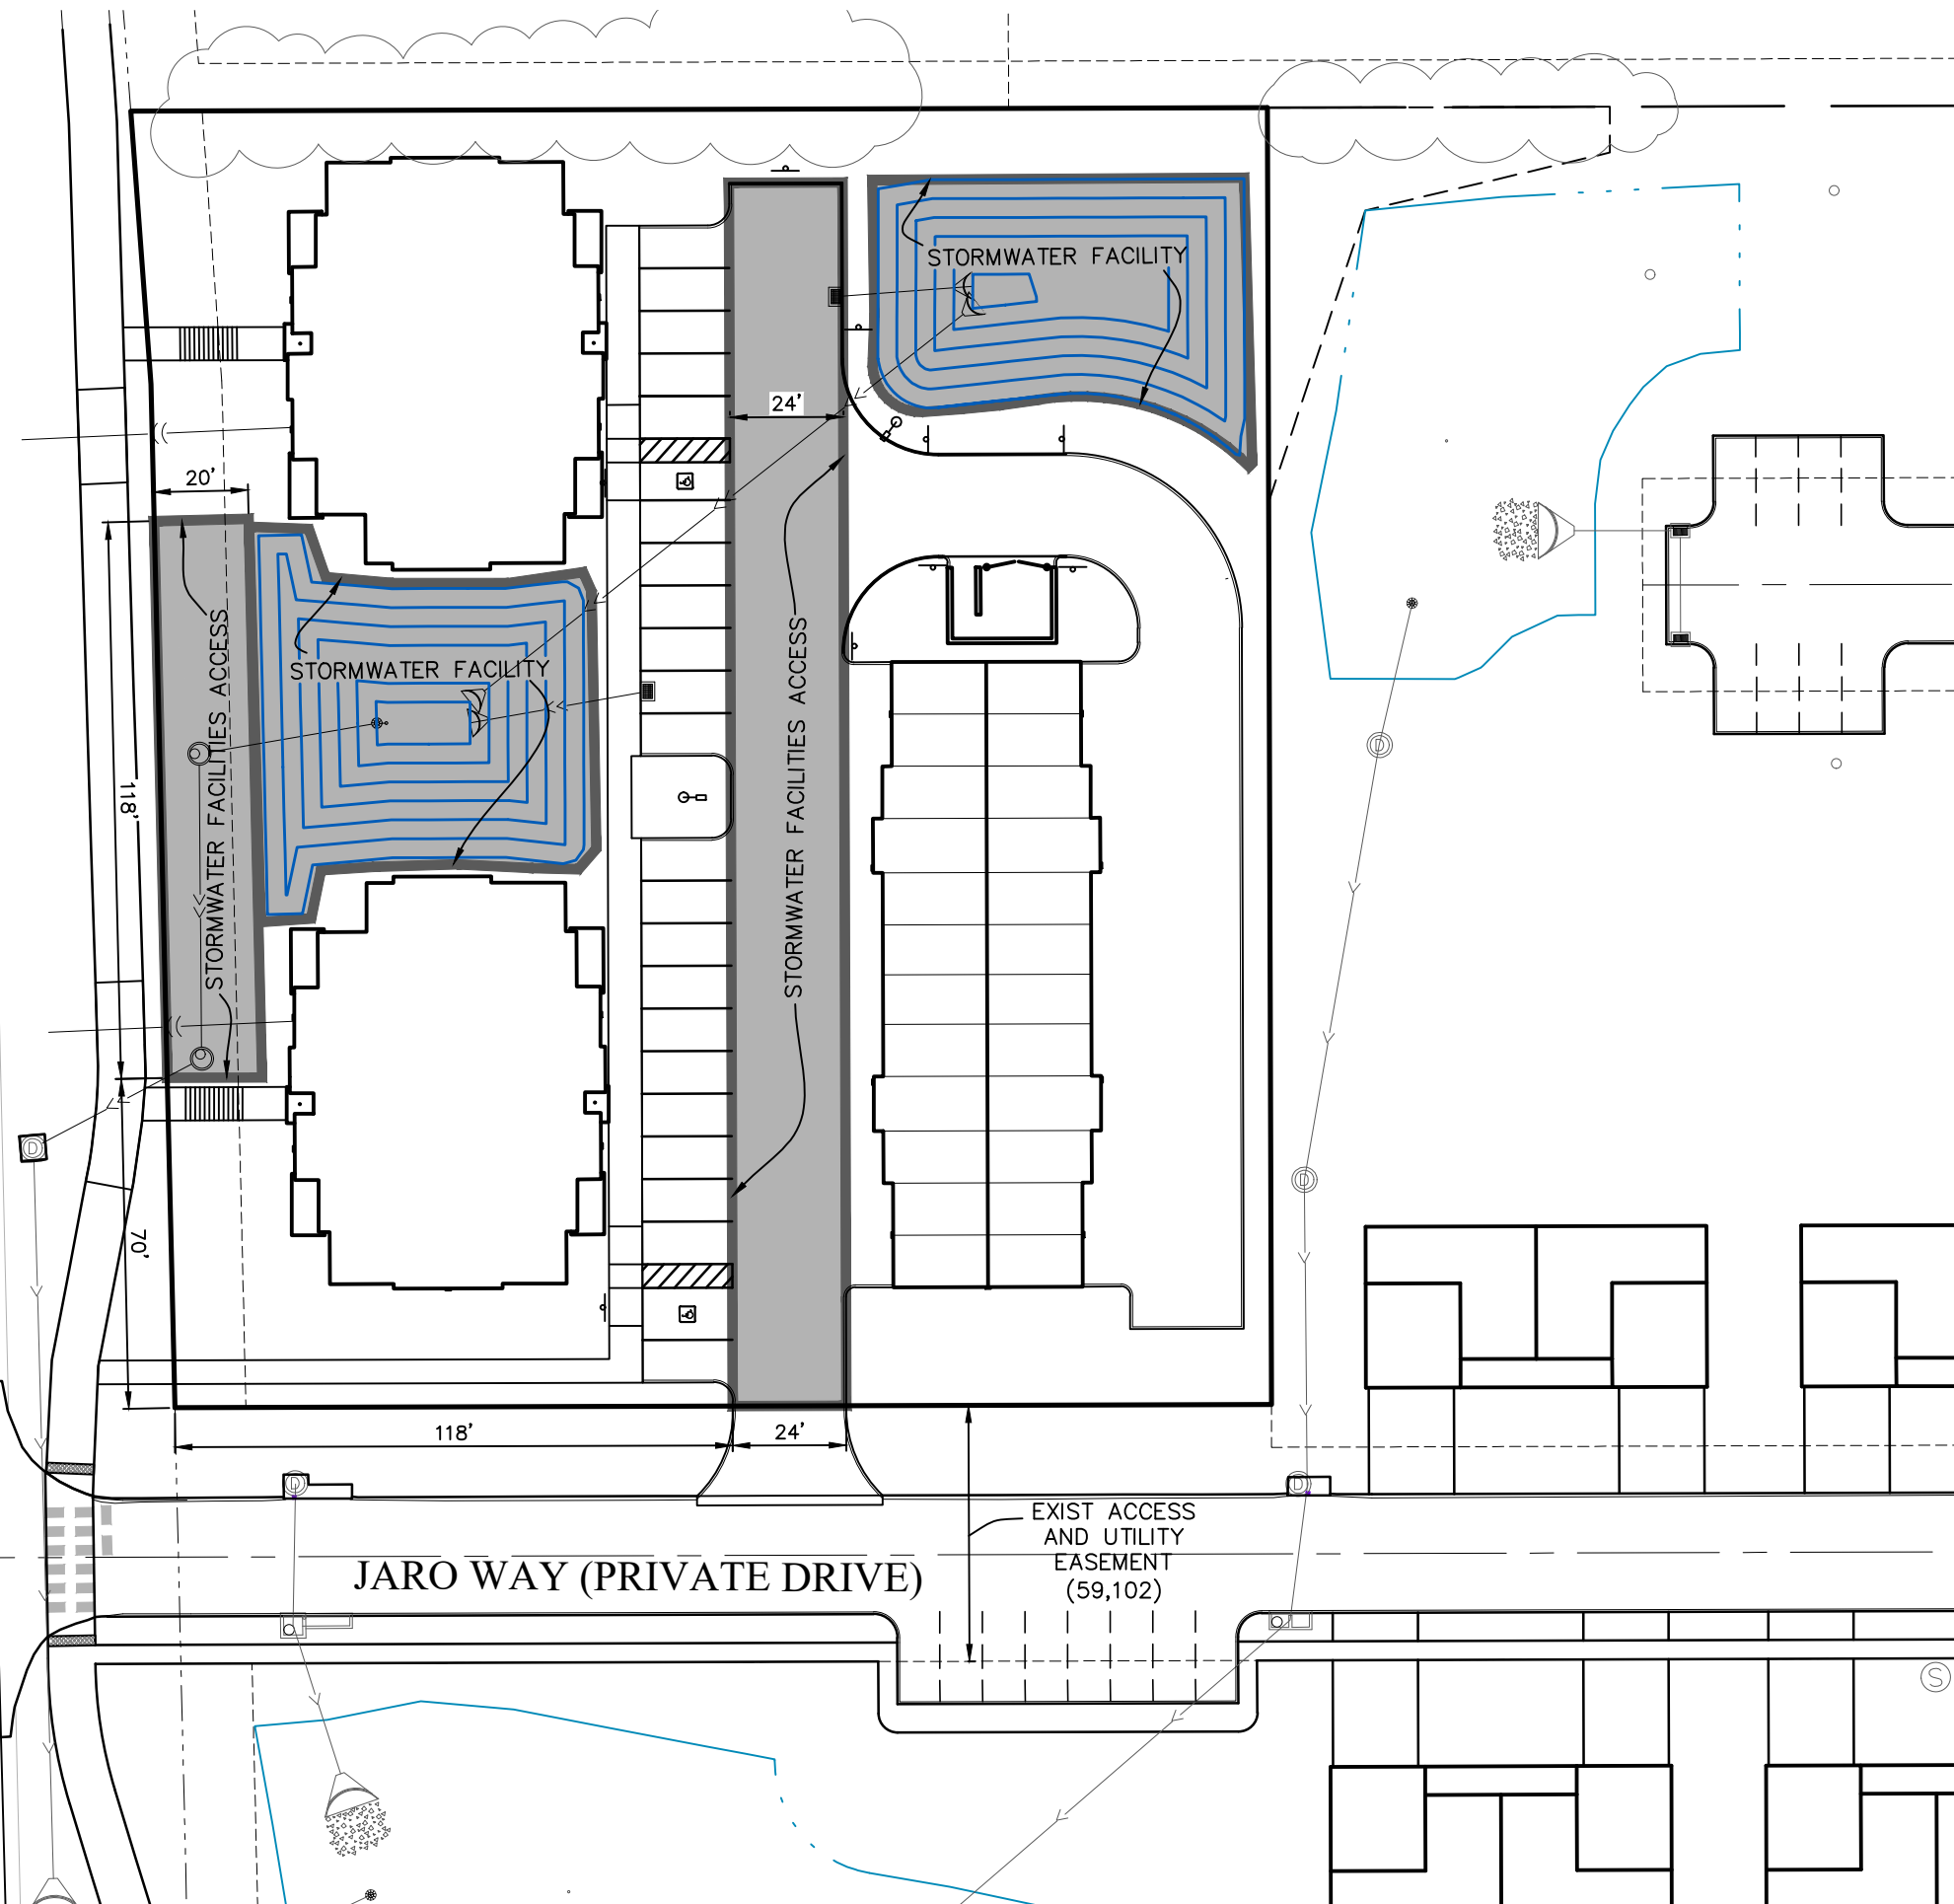 STORMWATER FACILITY
24'
20'
STORMWATER FACILITIES ACCESS
STORMWATER FACILITY
STORMWATER FACILITIES ACCESS
118'
D
D
D
70'
118'
24'
D
D
EXIST ACCESS
AND UTILITY
EASEMENT
(59,102)
JARO WAY (PRIVATE DRIVE)
S